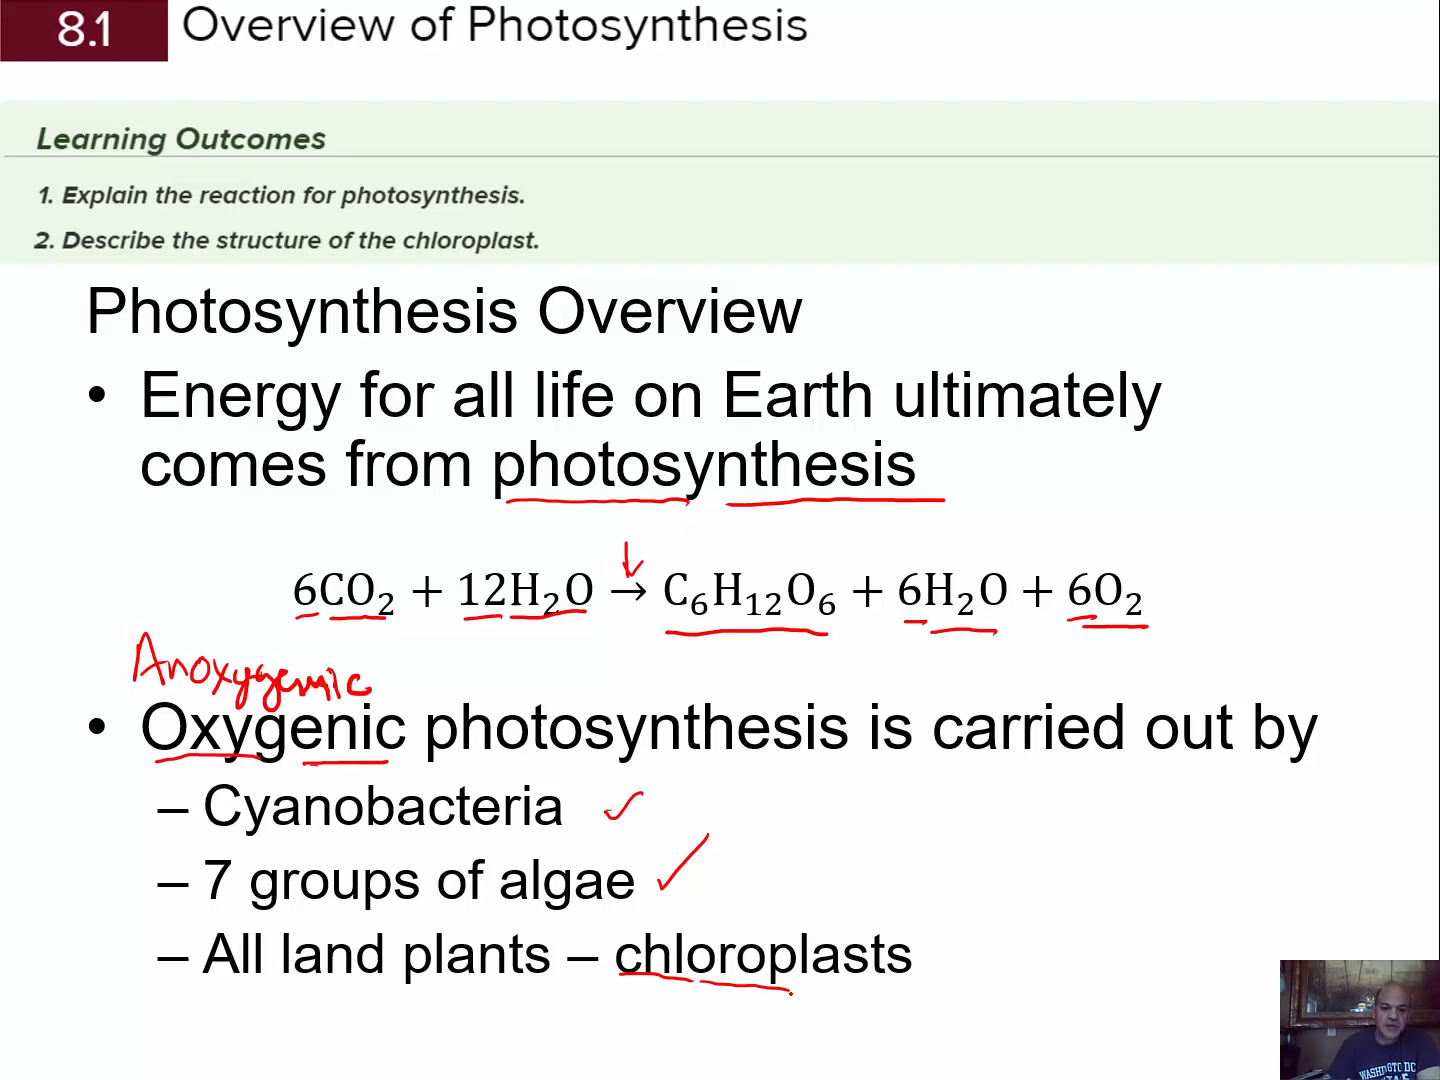 8.1 Overview of Photosynthesis
Learning Outcomes
1. Explain the reaction for photosynthesis.
2. Describe the structure of the chloroplast.
Photosynthesis Overview
• Energy for all life on Earth ultimately
comes from photosynthesis
6CO₂ + 12H₂O → C₆H₁₂O₆ + 6H₂O + 6O₂
Anoxygenic
• Oxygenic photosynthesis is carried out by
– Cyanobacteria
– 7 groups of algae
– All land plants – chloroplasts
WASHINGTO DC